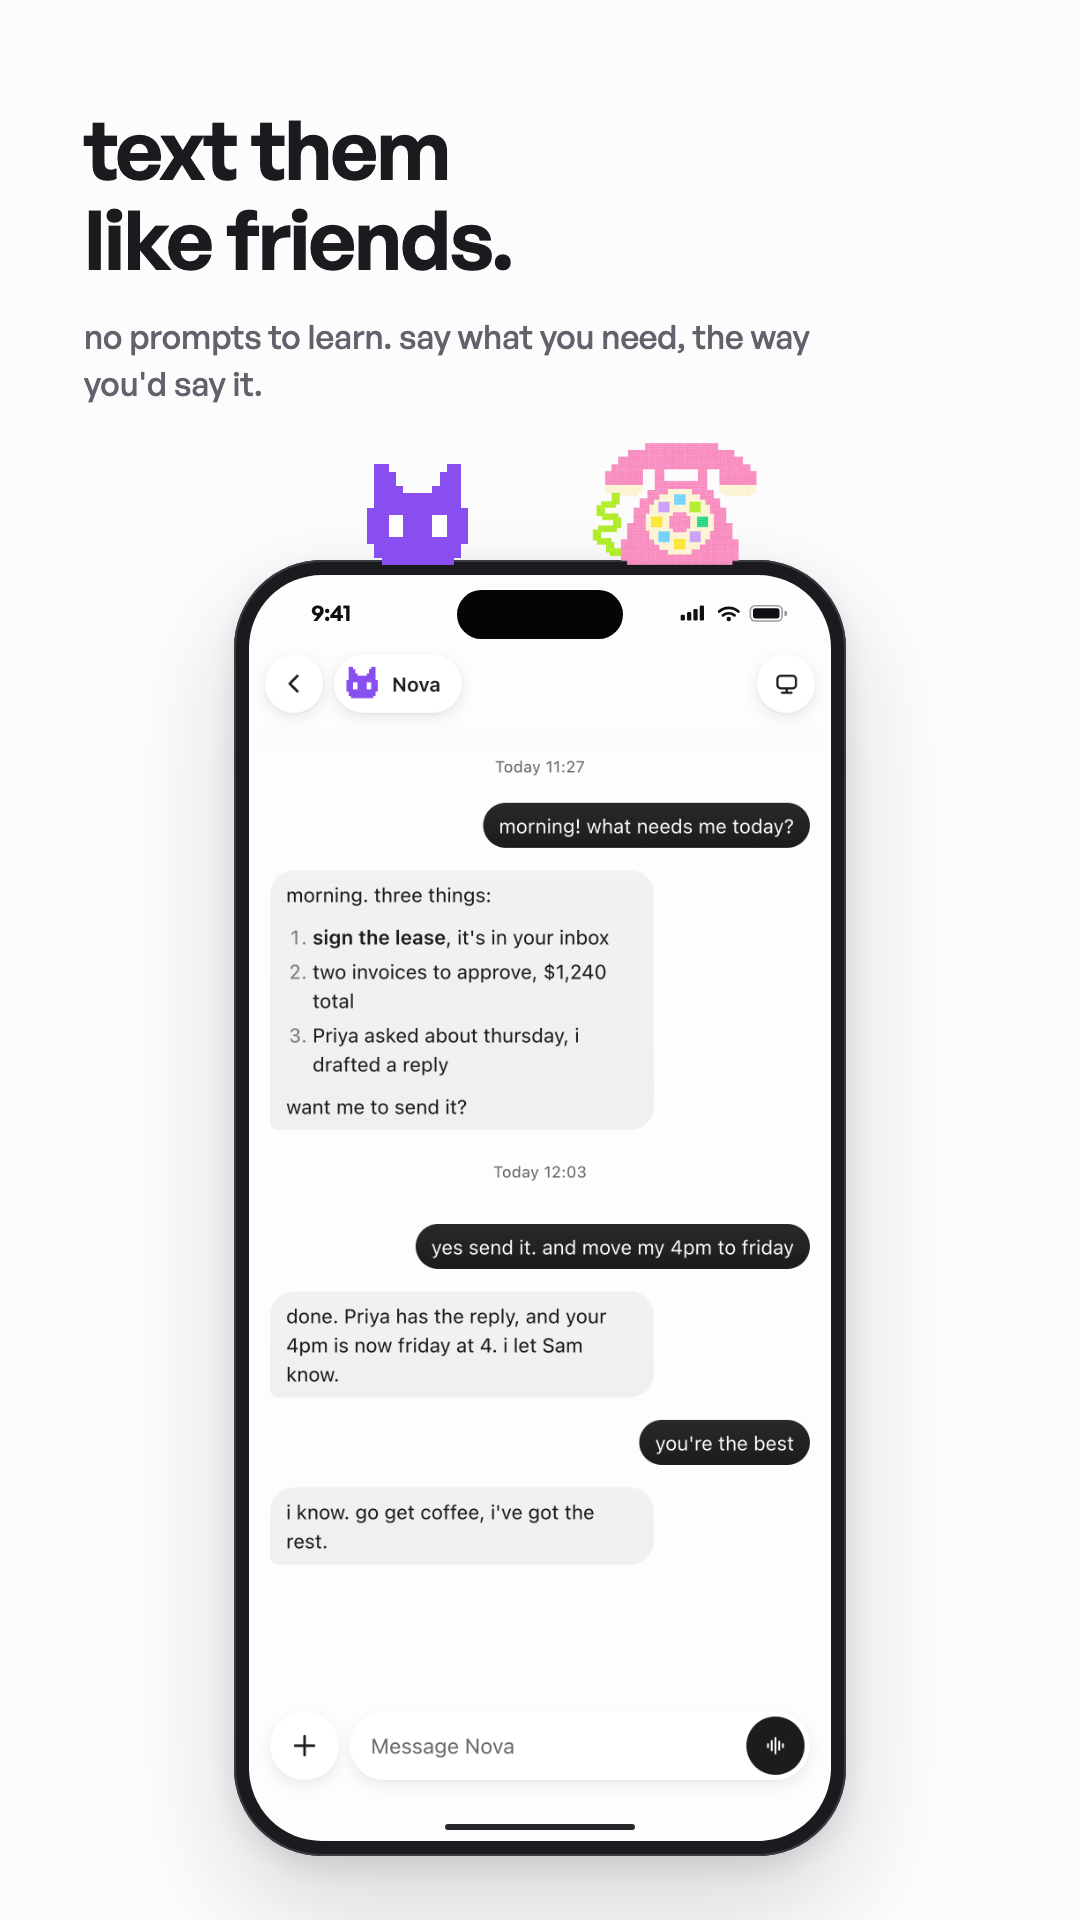 text them
like friends.
no prompts to learn. say what you need, the way
you'd say it.
9:41
Nova
Today 11:27
morning! what needs me today?
morning. three things:
1. sign the lease, it's in your inbox
2. two invoices to approve, $1,240
total
3. Priya asked about thursday, i
drafted a reply
want me to send it?
Today 12:03
yes send it. and move my 4pm to friday
done. Priya has the reply, and your
4pm is now friday at 4. i let Sam
know.
you're the best
i know. go get coffee, i've got the
rest.
Message Nova